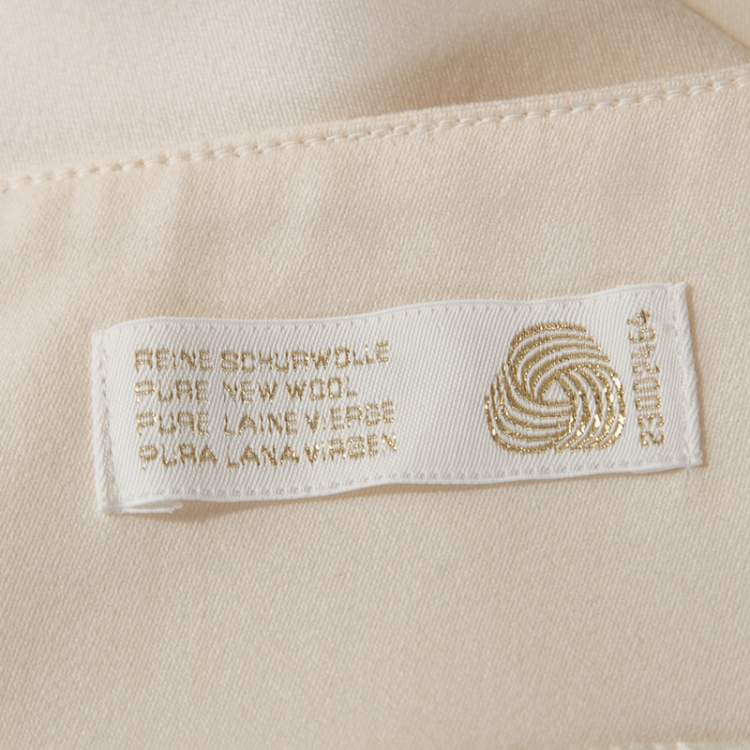 REINE SCHURWOLLE
PURE NEW WOOL
PURE LAINE VIERGE
PURA LANA VIRGEN